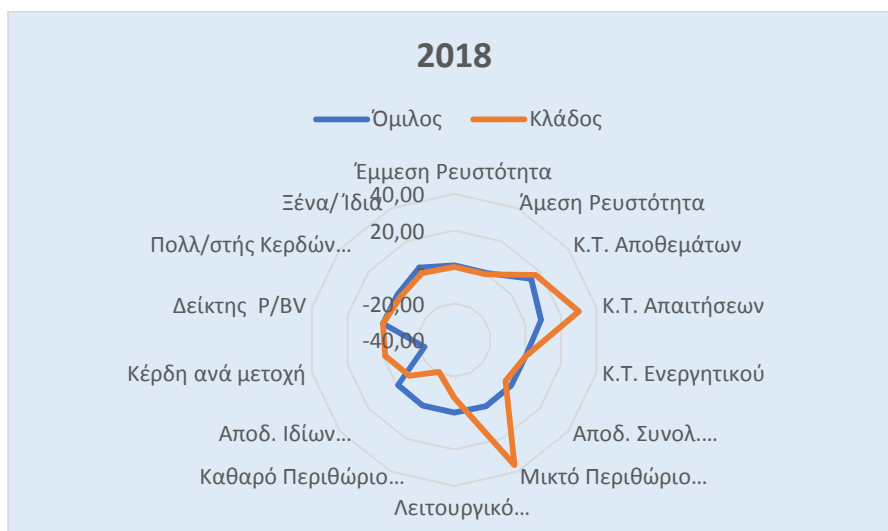 2018
Όμιλος Κλάδος
Έμμεση Ρευστότητα
Ξένα/ Ίδια
40,00
Άμεση Ρευστότητα
20,00
Πολλ/στής Κερδών...
Κ.Τ. Αποθεμάτων
Δείκτης P/BV
-20,00
Κ.Τ. Απαιτήσεων
-40,00
Κέρδη ανά μετοχή
Κ.Τ. Ενεργητικού
Αποδ. Ιδίων...
Αποδ. Συνολ....
Καθαρό Περιθώριο...
Μικτό Περιθώριο...
Λειτουργικό...